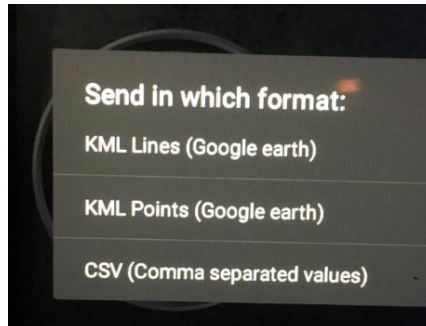 Send in which format:
KML Lines (Google earth)
KML Points (Google earth)
CSV (Comma separated values)